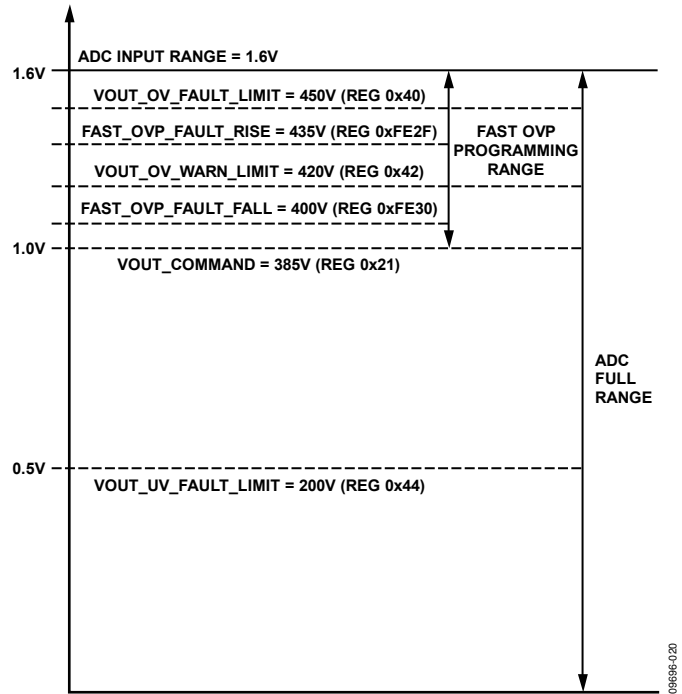 ADC INPUT RANGE = 1.6V
1.6V
VOUT_OV_FAULT_LIMIT = 450V (REG 0x40)
FAST_OVP_FAULT_RISE = 435V (REG 0xFE2F)
FAST OVP
PROGRAMMING
RANGE
VOUT_OV_WARN_LIMIT = 420V (REG 0x42)
FAST_OVP_FAULT_FALL = 400V (REG 0xFE30)
1.0V
VOUT_COMMAND = 385V (REG 0x21)
ADC
FULL
RANGE
0.5V
VOUT_UV_FAULT_LIMIT = 200V (REG 0x44)
09696-020